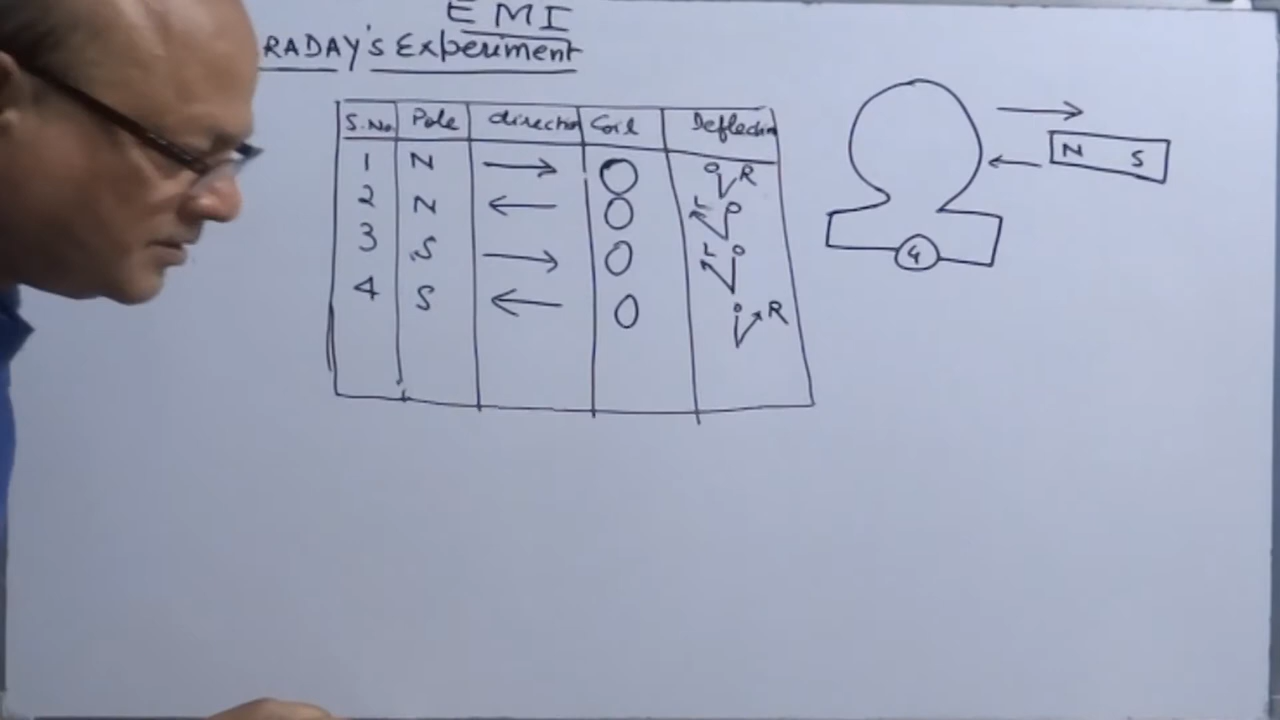 EMI
RADAY'S Experiment
S.No Pole direction Coil Deflection
1 N → O O R
2 N ← O r O
3 S → O r O
4 S ← O O R
N S
G